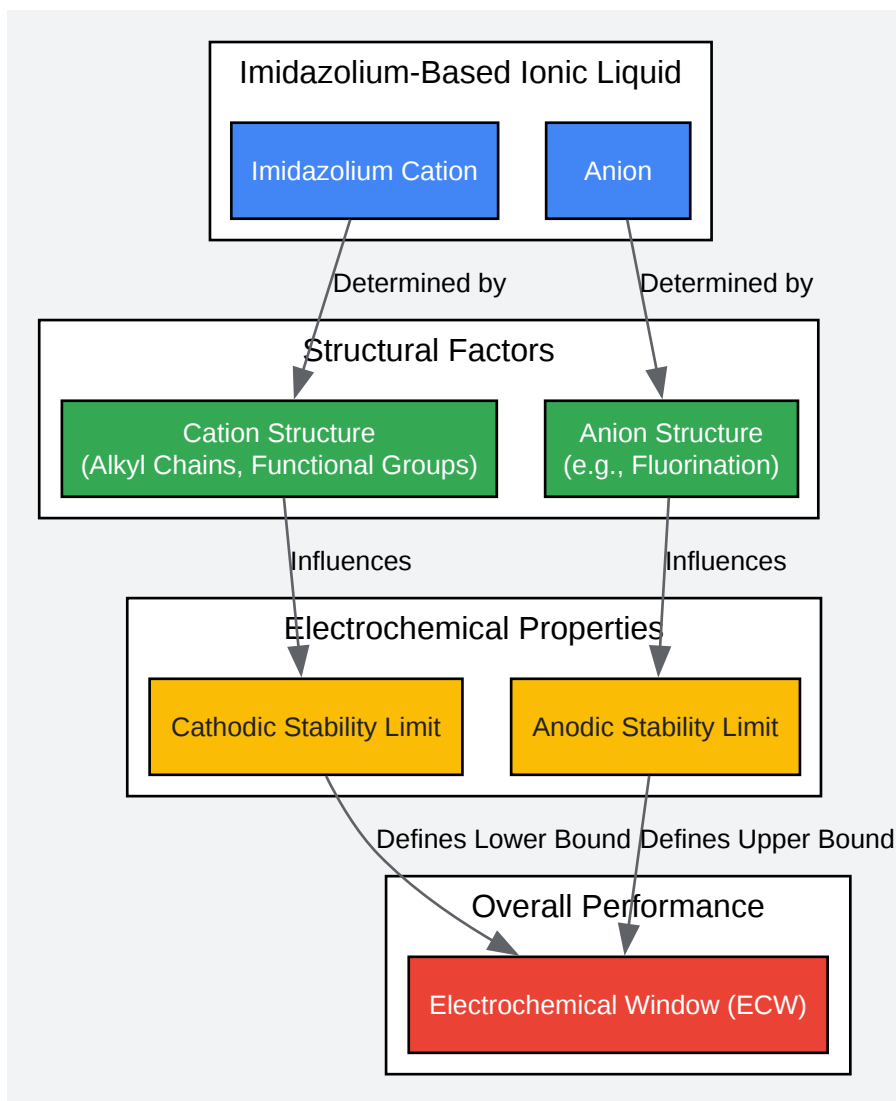 Imidazolium-Based Ionic Liquid
Imidazolium Cation
Anion
Determined by
Determined by
Structural Factors
Cation Structure
(Alkyl Chains, Functional Groups)
Anion Structure
(e.g., Fluorination)
Influences
Influences
Electrochemical Properties
Cathodic Stability Limit
Anodic Stability Limit
Defines Lower Bound
Defines Upper Bound
Overall Performance
Electrochemical Window (ECW)